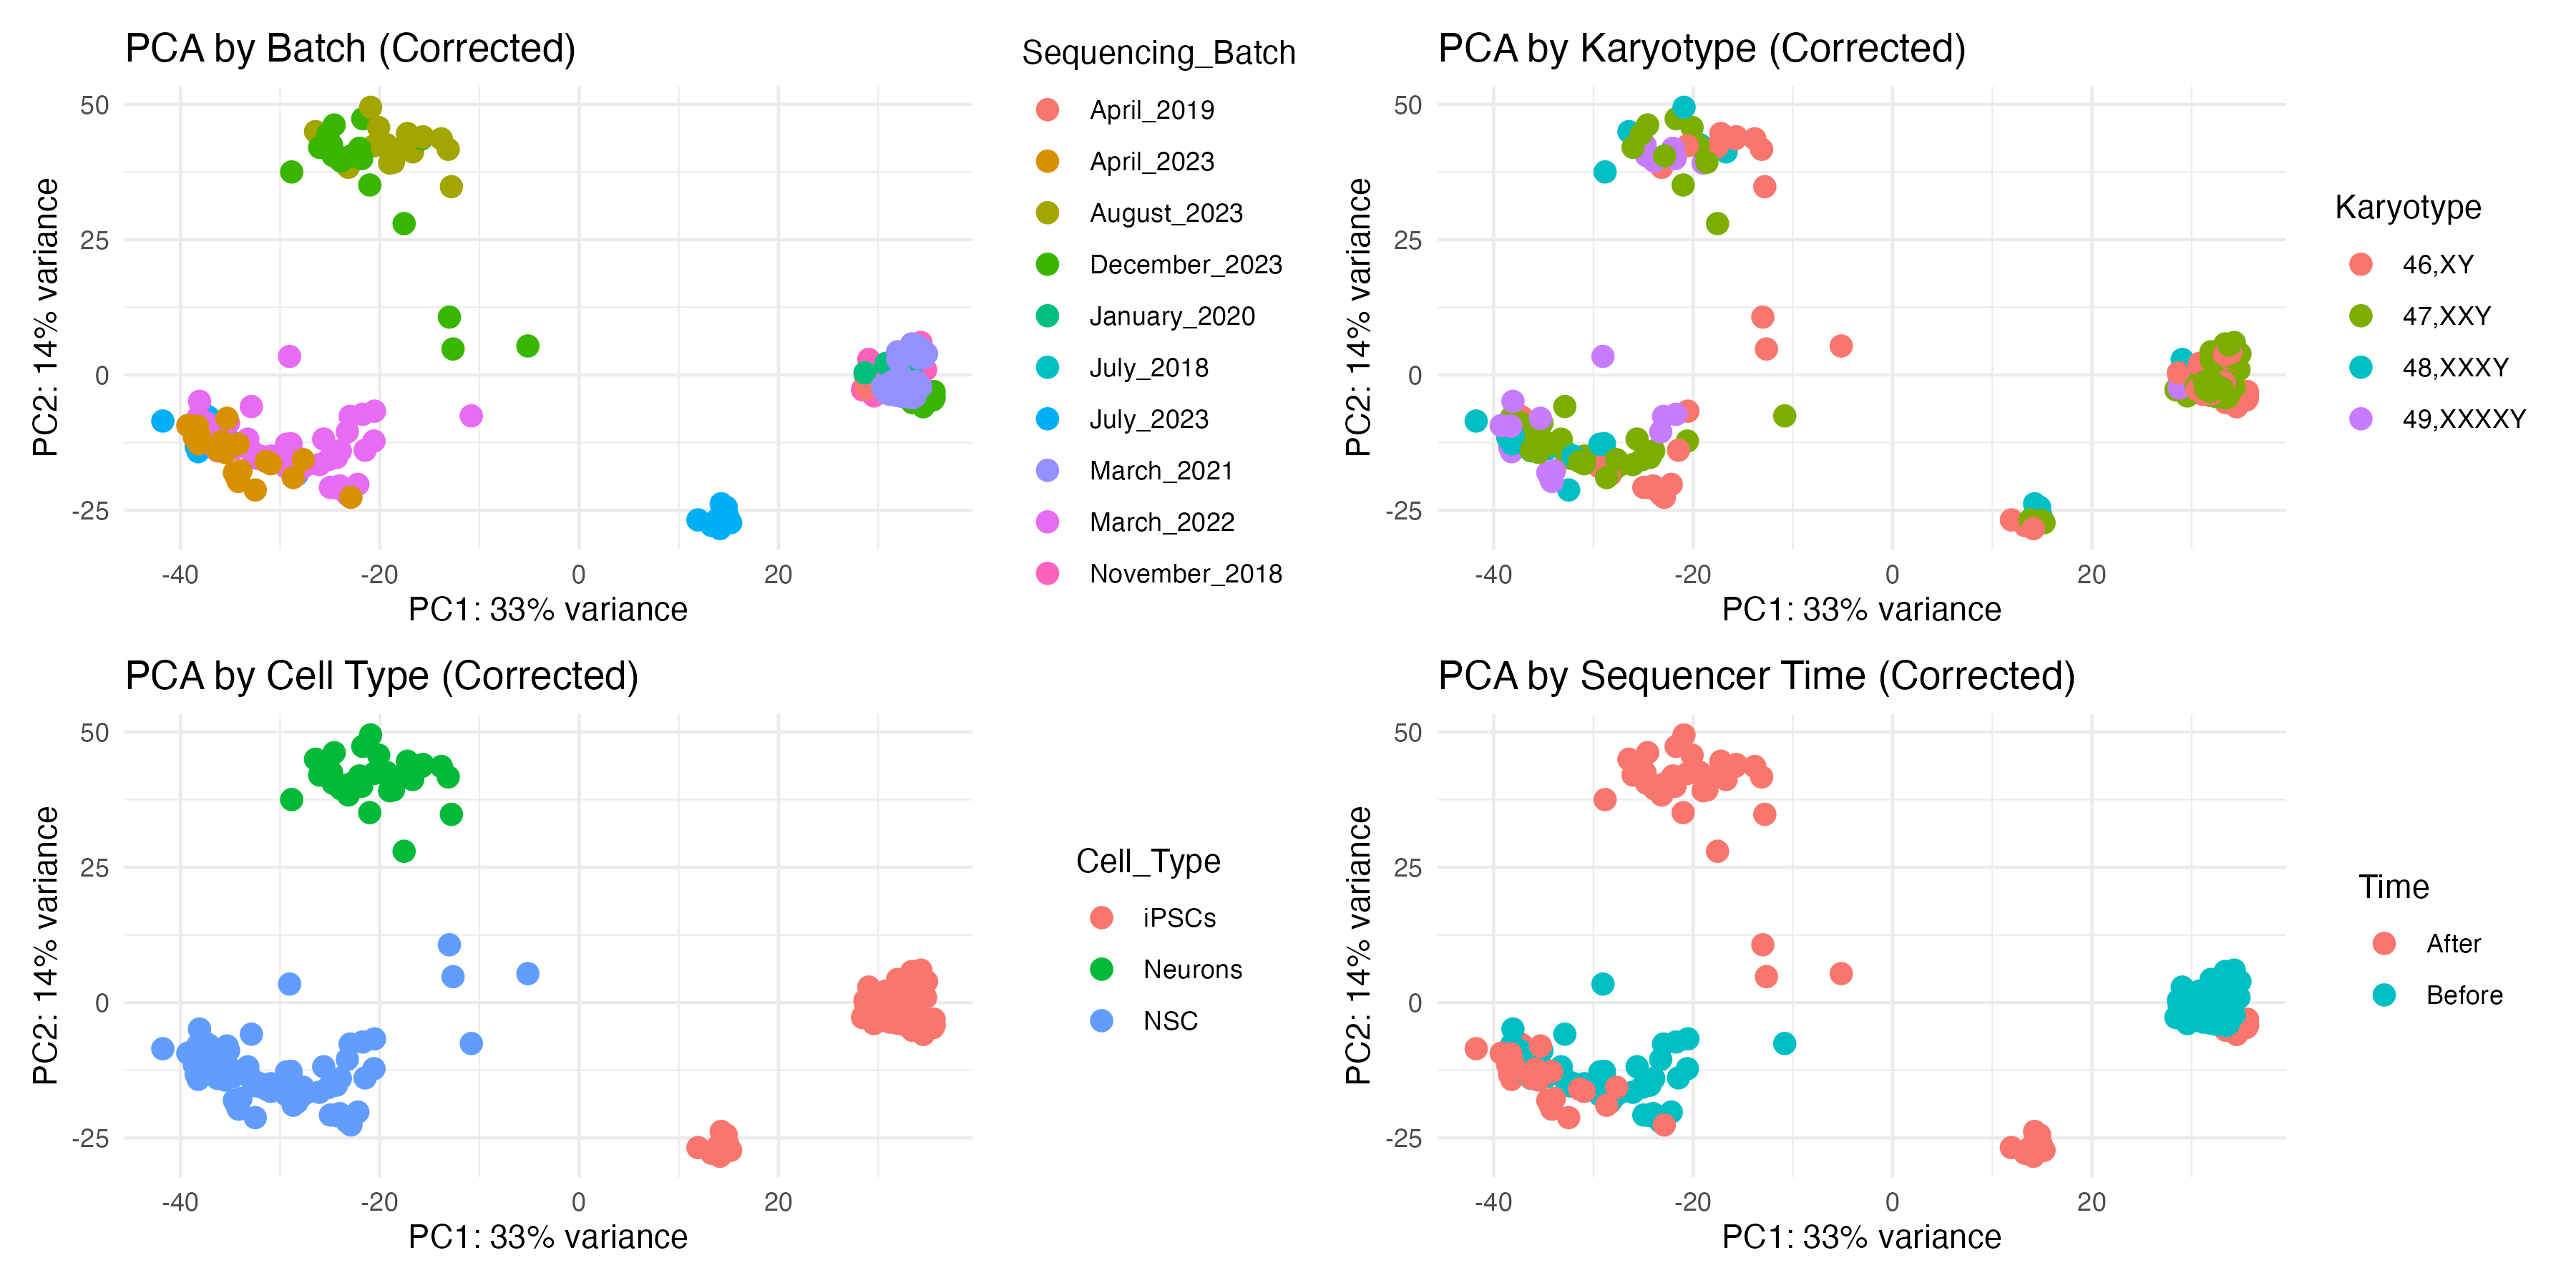 PCA by Batch (Corrected)
PC2: 14% variance
50
25
0
-25
-40
-20
0
20
PC1: 33% variance
Sequencing_Batch
April_2019
April_2023
August_2023
December_2023
January_2020
July_2018
July_2023
March_2021
March_2022
November_2018
PCA by Karyotype (Corrected)
PC2: 14% variance
50
25
0
-25
-40
-20
0
20
PC1: 33% variance
Karyotype
46,XY
47,XXY
48,XXXY
49,XXXXY
PCA by Cell Type (Corrected)
PC2: 14% variance
50
25
0
-25
-40
-20
0
20
PC1: 33% variance
Cell_Type
iPSCs
Neurons
NSC
PCA by Sequencer Time (Corrected)
PC2: 14% variance
50
25
0
-25
-40
-20
0
20
PC1: 33% variance
Time
After
Before